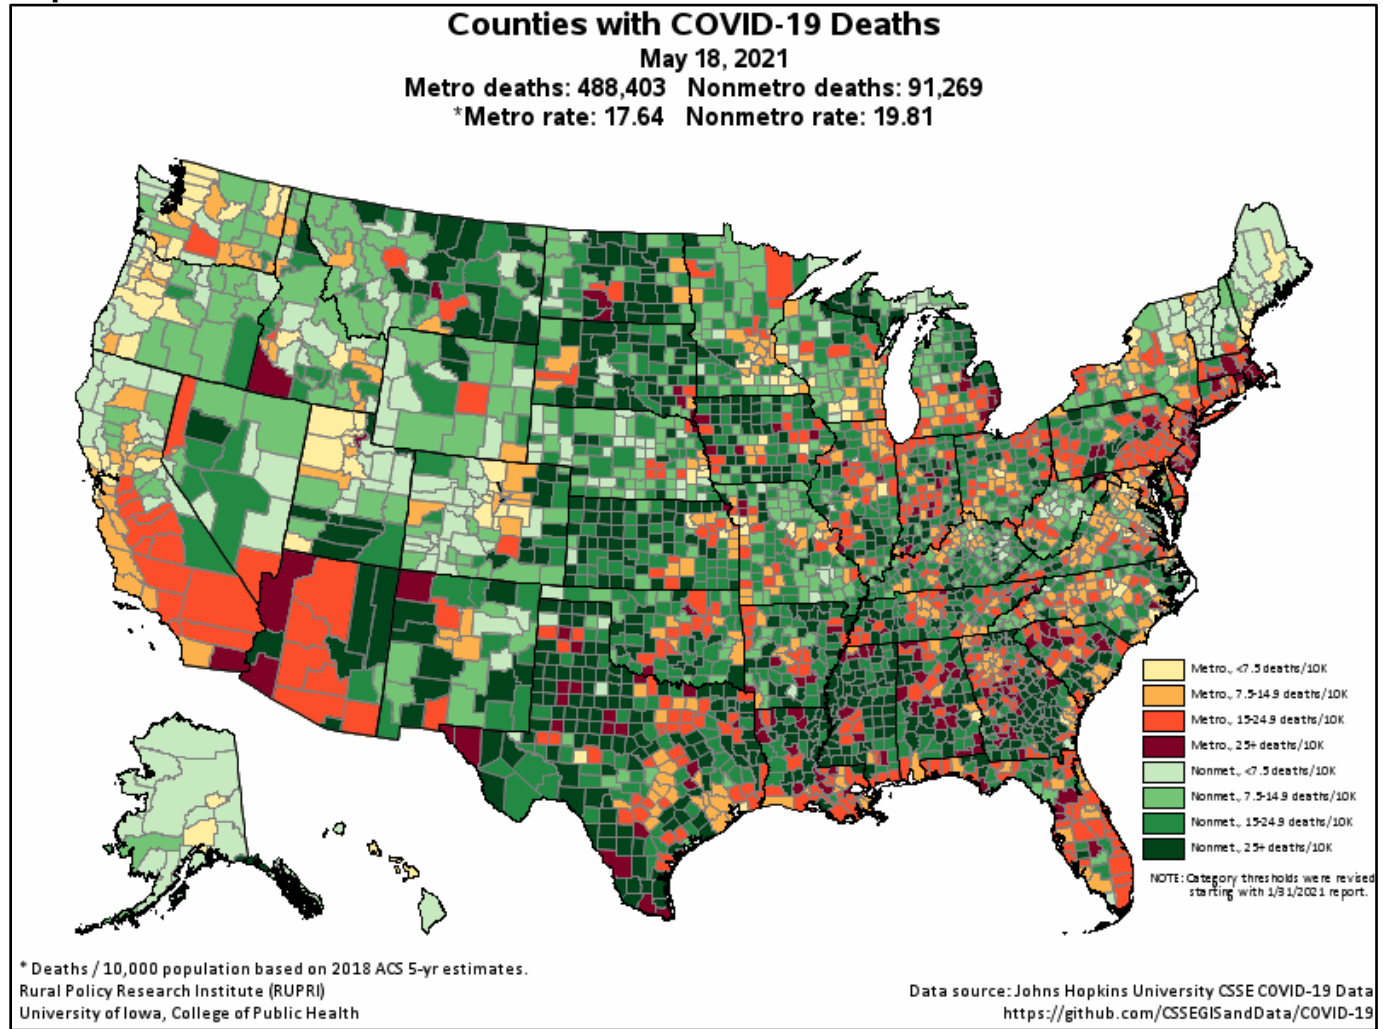 Counties with COVID-19 Deaths
May 18, 2021
Metro deaths: 488,403 Nonmetro deaths: 91,269
*Metro rate: 17.64 Nonmetro rate: 19.81
Metro., <7.5 deaths/10K
Metro., 7.5-14.9 deaths/10K
Metro., 15-24.9 deaths/10K
Metro., 25+ deaths/10K
Nonmet., <7.5 deaths/10K
Nonmet., 7.5-14.9 deaths/10K
Nonmet., 15-24.9 deaths/10K
Nonmet., 25+ deaths/10K
NOTE: Category thresholds were revised
starting with 1/31/2021 report.
* Deaths / 10,000 population based on 2018 ACS 5-yr estimates.
Rural Policy Research Institute (RUPRI)
University of Iowa, College of Public Health
Data source: Johns Hopkins University CSSE COVID-19 Data
https://github.com/CSSEGISandData/COVID-19